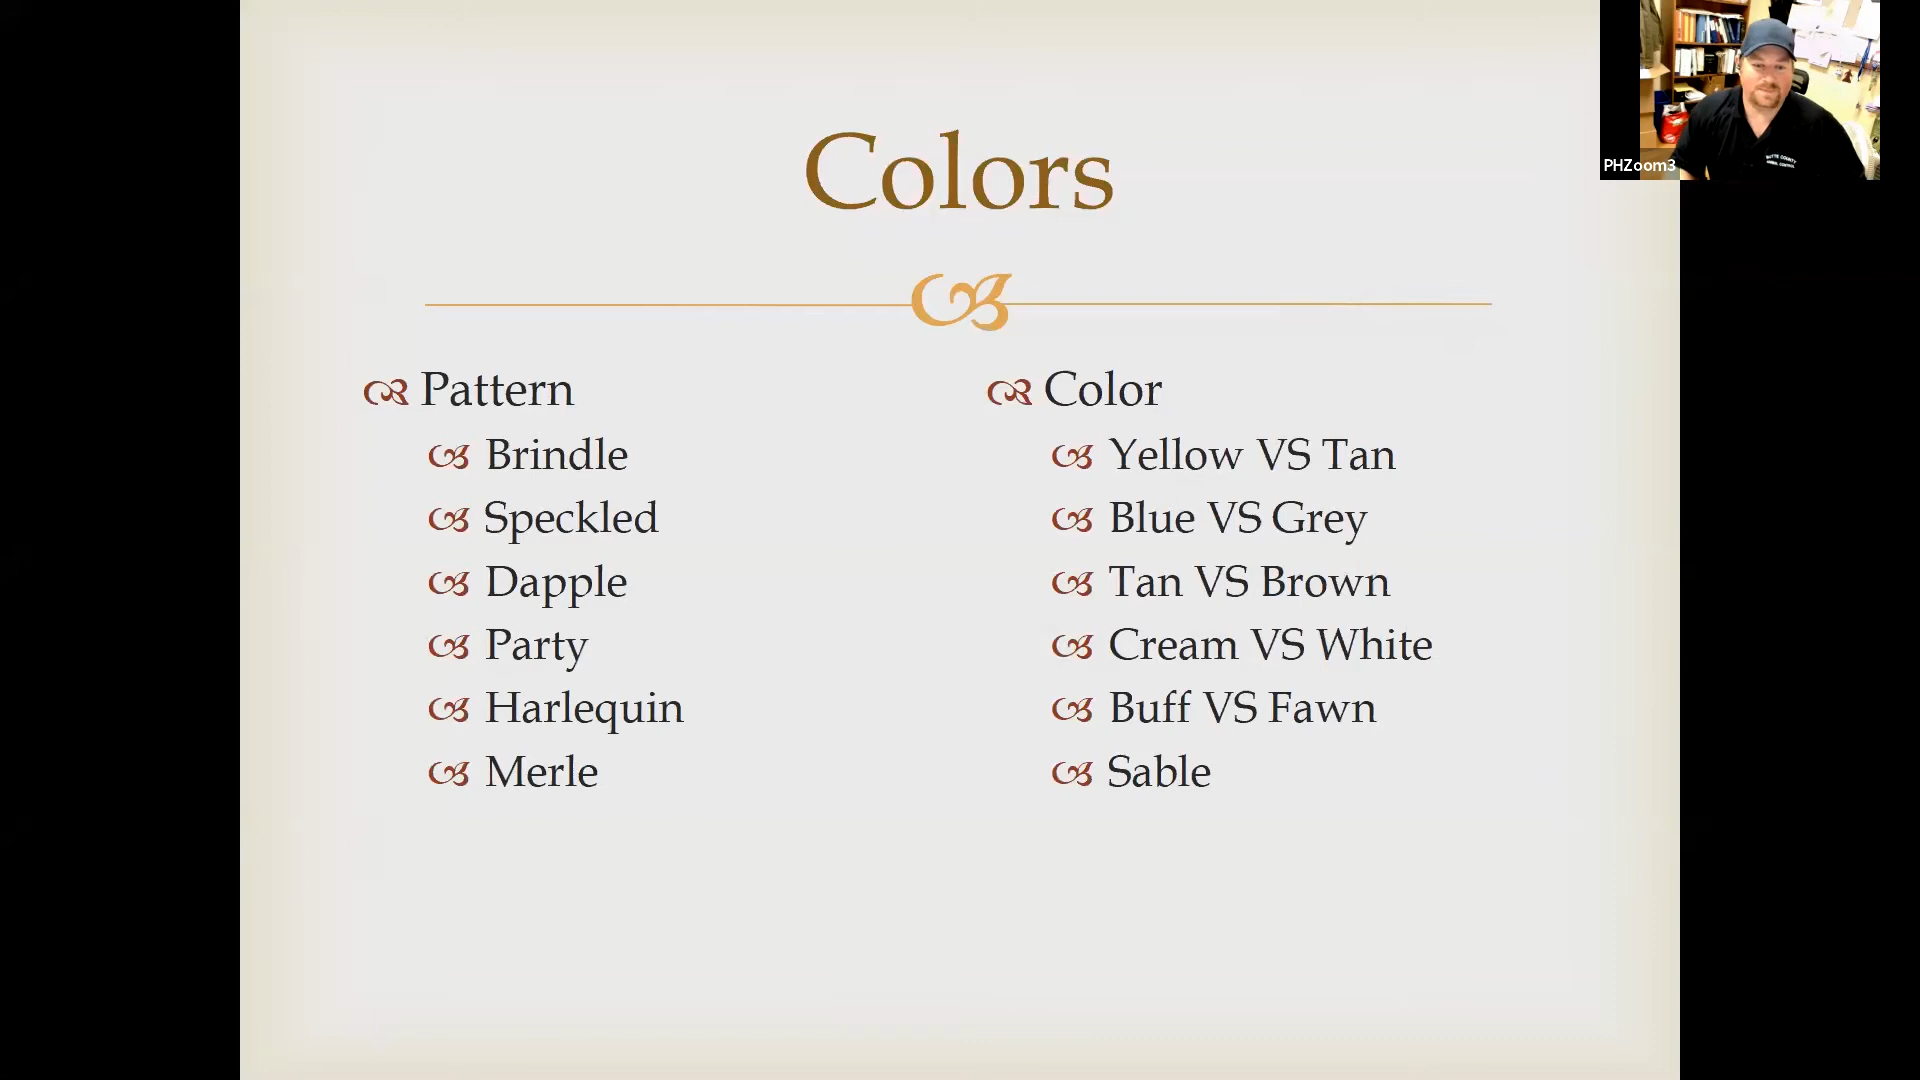 Colors
Pattern
Brindle
Speckled
Dapple
Party
Harlequin
Merle
Color
Yellow VS Tan
Blue VS Grey
Tan VS Brown
Cream VS White
Buff VS Fawn
Sable
PHZoom3